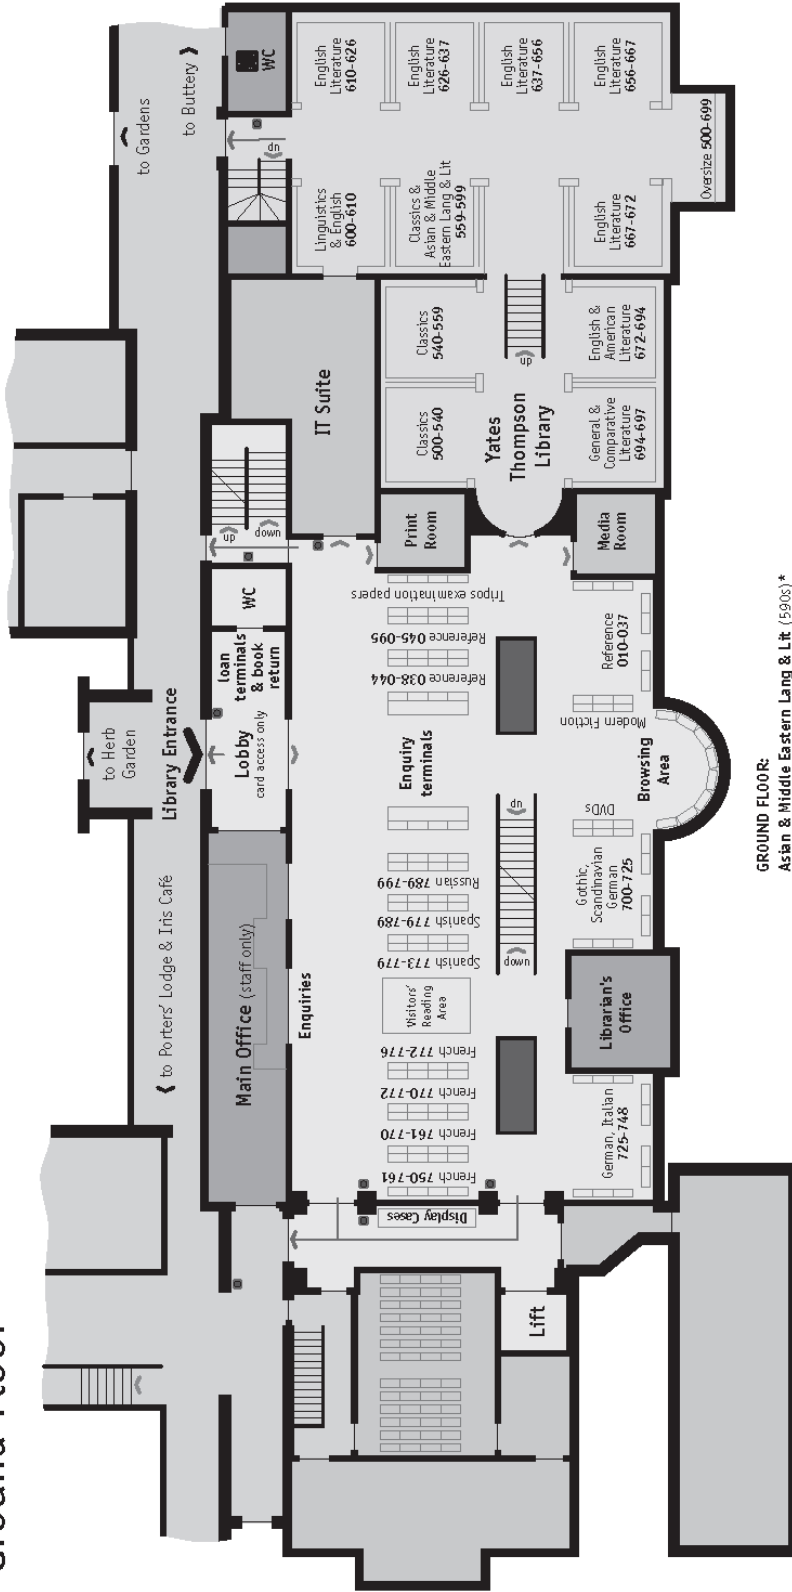 Ground Floor
to Herb
Garden
to Gardens
to Porters' Lodge & Iris Café
Library Entrance
to Buttery
Main Office (staff only)
Lobby
card access only
loan
terminals
& book
return
WC
up
down
WC
up
Enquiries
IT Suite
Linguistics
& English
600-610
English
Literature
610-626
French 750-761
French 761-770
French 770-772
French 772-776
Visitors'
Reading
Area
Spanish 773-779
Spanish 779-789
Russian 789-799
Enquiry
terminals
Reference 038-044
Reference 045-095
Tripos examination papers
Print
Room
Classics
500-540
Classics
540-559
Classics &
Asian & Middle
Eastern Lang & Lit
559-599
English
Literature
626-637
Display Cases
down
up
Yates
Thompson
Library
up
English
Literature
637-656
Lift
German, Italian
725-748
Librarian's
Office
Gothic,
Scandinavian
German
700-725
DVDs
Browsing
Area
Modern Fiction
Reference
010-037
Media
Room
General &
Comparative
Literature
694-697
English &
American
Literature
672-694
English
Literature
667-672
English
Literature
656-667
Oversize 500-699
GROUND FLOOR:
Asian & Middle Eastern Lang & Lit (590s)*